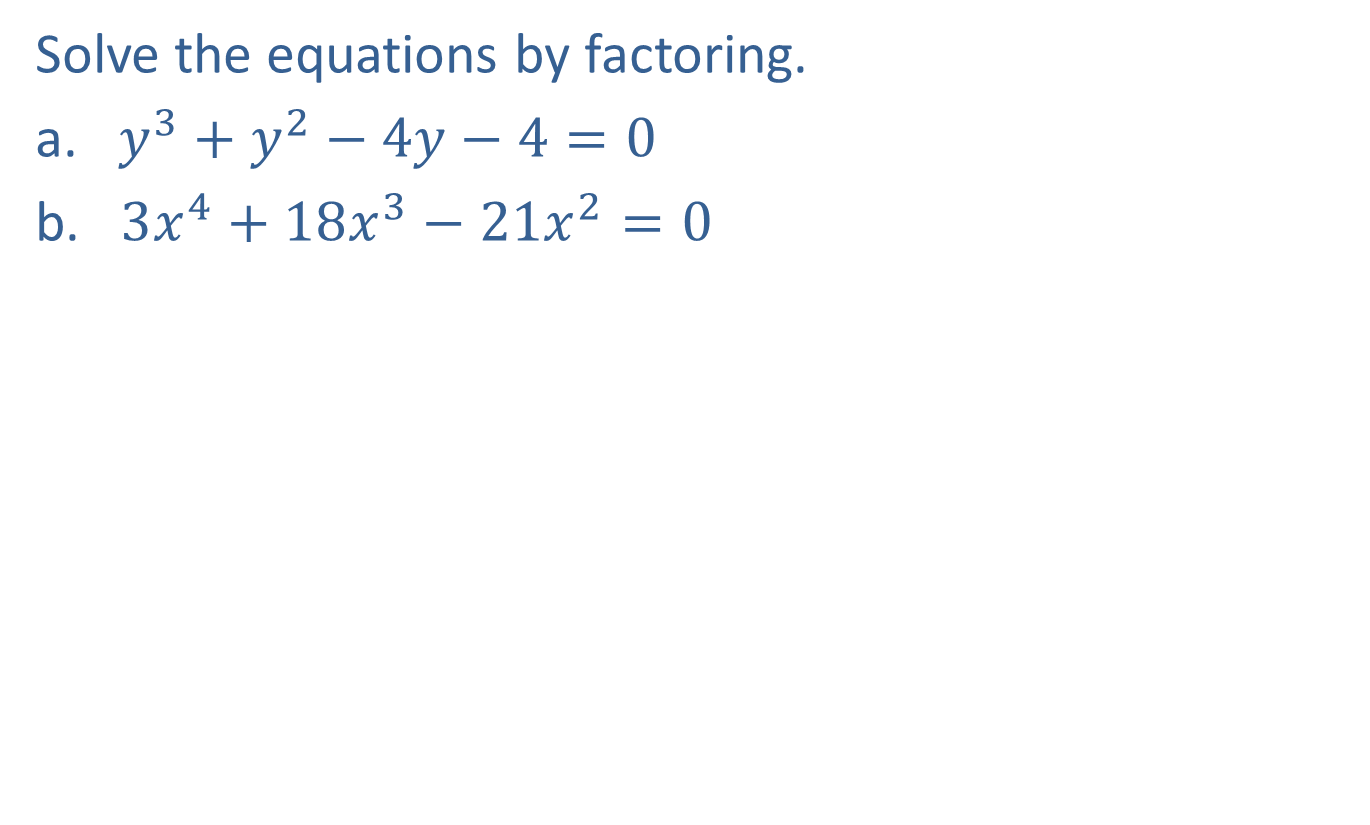 Solve the equations by factoring.
a. y³ + y² − 4y − 4 = 0
b. 3x⁴ + 18x³ − 21x² = 0